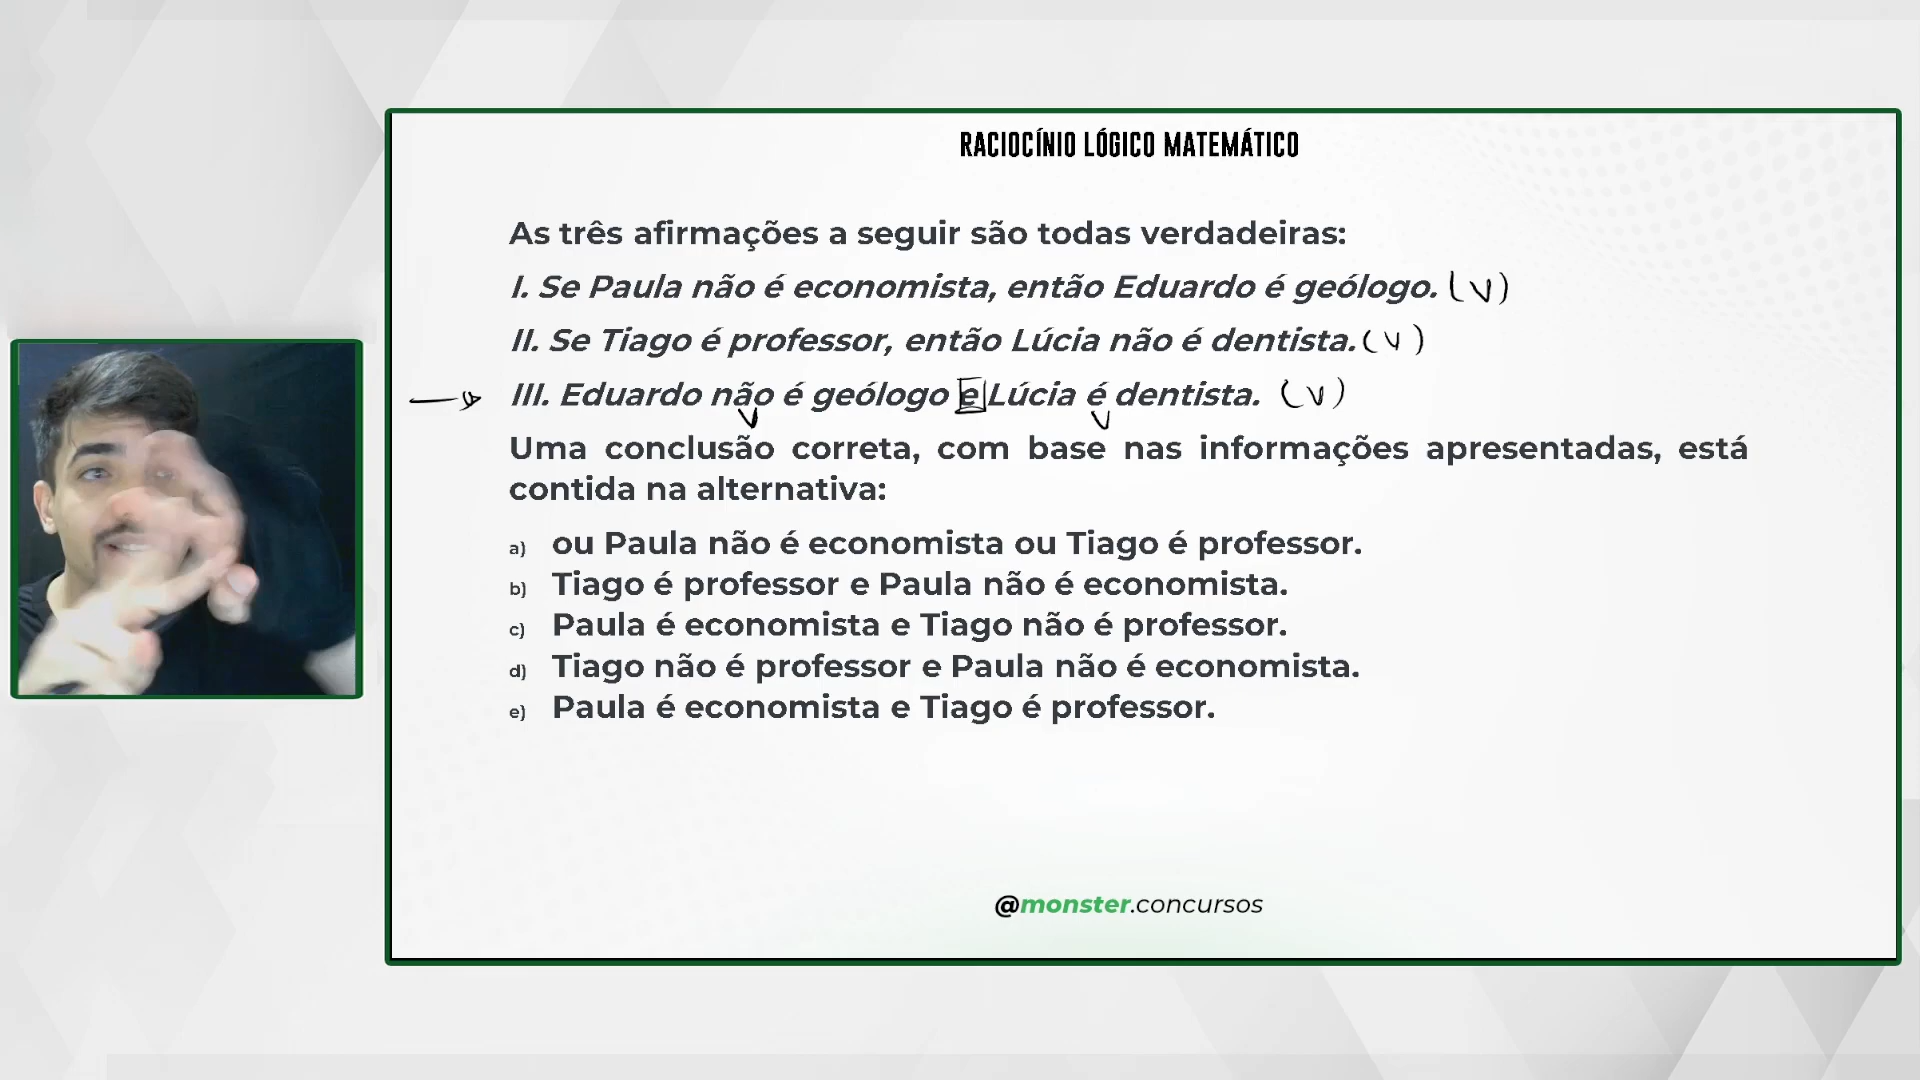 RACIOCÍNIO LÓGICO MATEMÁTICO
As três afirmações a seguir são todas verdadeiras:
I. Se Paula não é economista, então Eduardo é geólogo. (V)
II. Se Tiago é professor, então Lúcia não é dentista. (V)
III. Eduardo não é geólogo e Lúcia é dentista. (V)
V V
Uma conclusão correta, com base nas informações apresentadas, está
contida na alternativa:
a) ou Paula não é economista ou Tiago é professor.
b) Tiago é professor e Paula não é economista.
c) Paula é economista e Tiago não é professor.
d) Tiago não é professor e Paula não é economista.
e) Paula é economista e Tiago é professor.
@monster.concursos